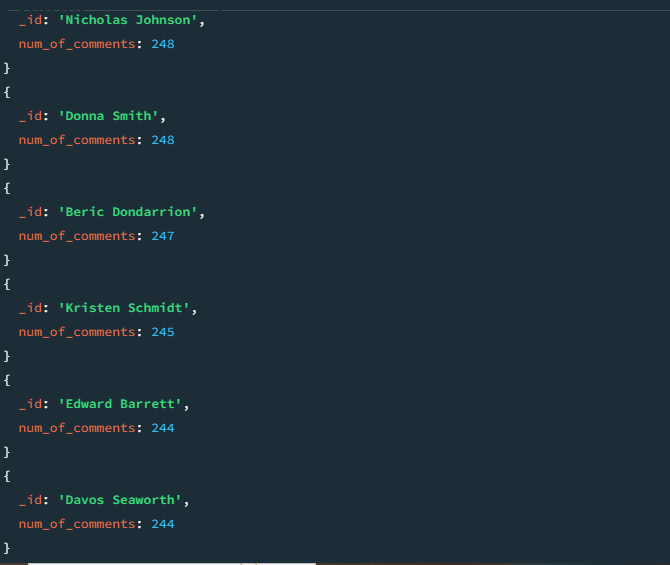 _id: 'Nicholas Johnson',
num_of_comments: 248
}
{
_id: 'Donna Smith',
num_of_comments: 248
}
{
_id: 'Beric Dondarrion',
num_of_comments: 247
}
{
_id: 'Kristen Schmidt',
num_of_comments: 245
}
{
_id: 'Edward Barrett',
num_of_comments: 244
}
{
_id: 'Davos Seaworth',
num_of_comments: 244
}